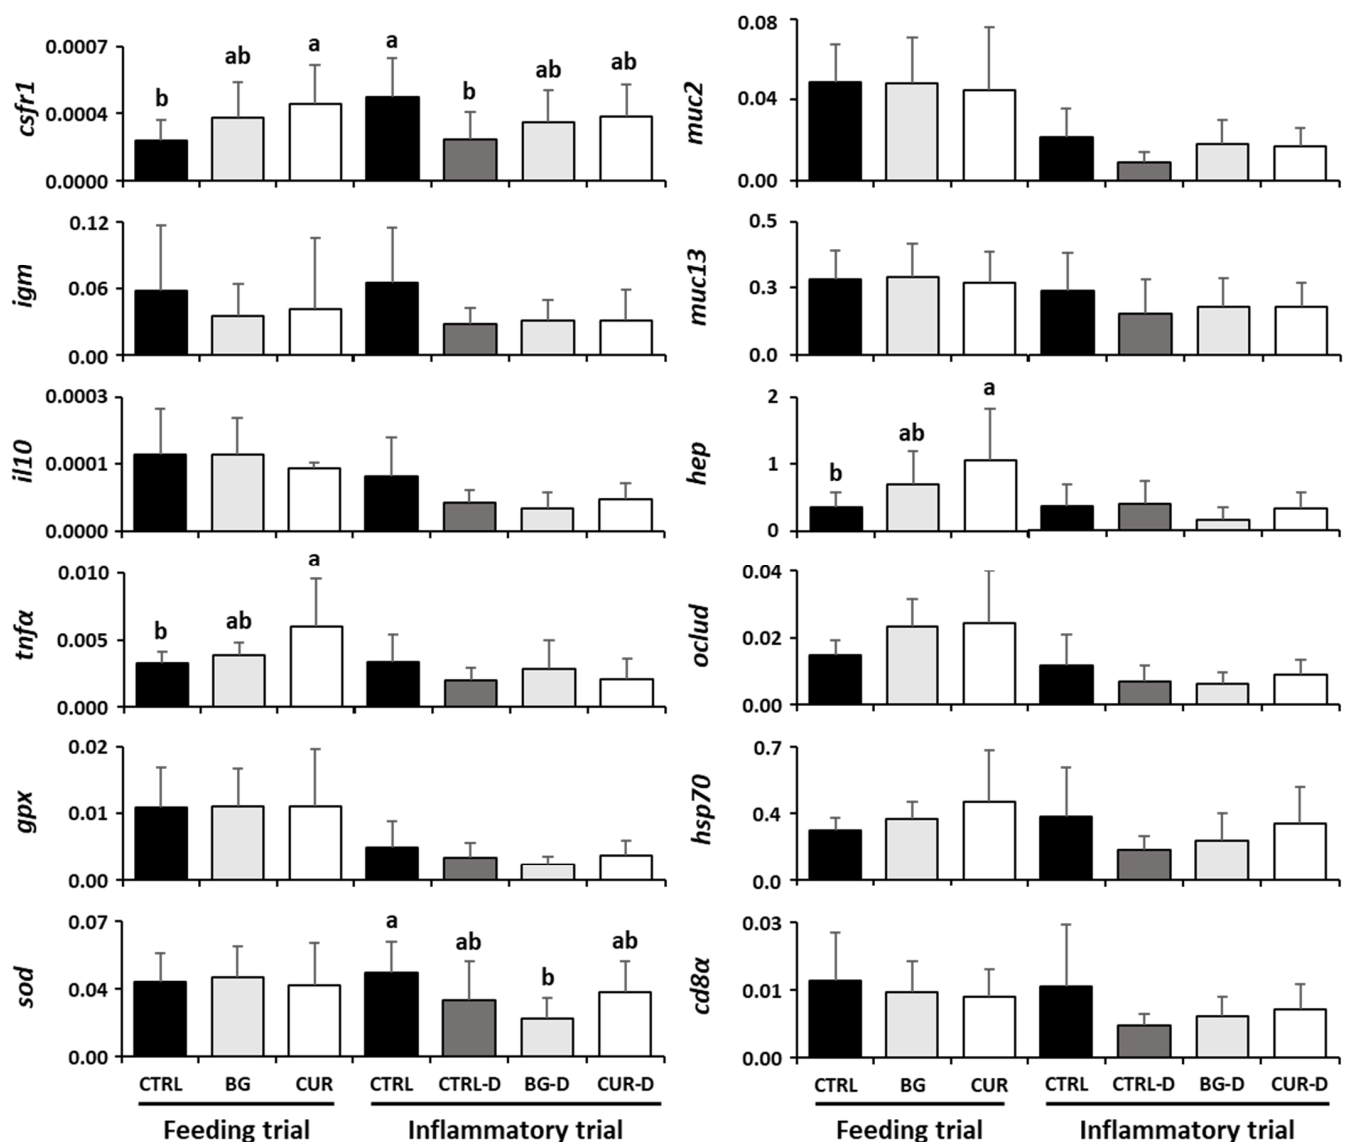 0.0007
0.0004
0.0000
csfr1
b
ab
a
a
b
ab
ab
0.08
0.04
0.00
muc2
0.12
0.06
0.00
igm
0.5
0.3
0.0
muc13
0.0003
0.0001
0.0000
il10
2
1
0
hep
b
ab
a
0.010
0.005
0.000
tnfα
b
ab
a
0.04
0.02
0.00
oclud
0.02
0.01
0.00
gpx
0.7
0.4
0.0
hsp70
0.07
0.04
0.00
sod
a
ab
b
ab
0.03
0.01
0.00
cd8α
CTRL BG CUR CTRL CTRL-D BG-D CUR-D
Feeding trial Inflammatory trial
CTRL BG CUR CTRL CTRL-D BG-D CUR-D
Feeding trial Inflammatory trial